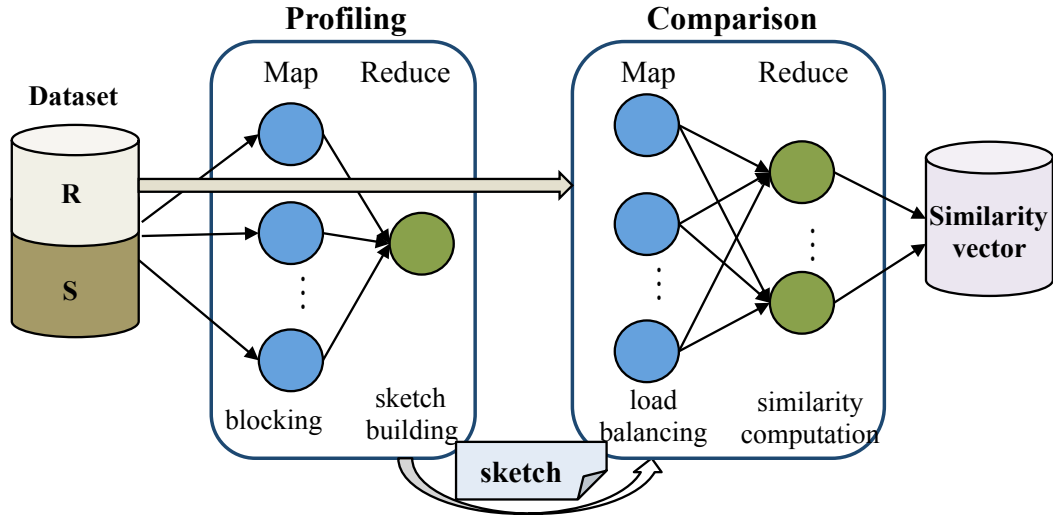 Profiling
Comparison
Dataset
R
S
Map
Reduce
blocking
sketch
building
Map
Reduce
load
balancing
similarity
computation
sketch
Similarity
vector